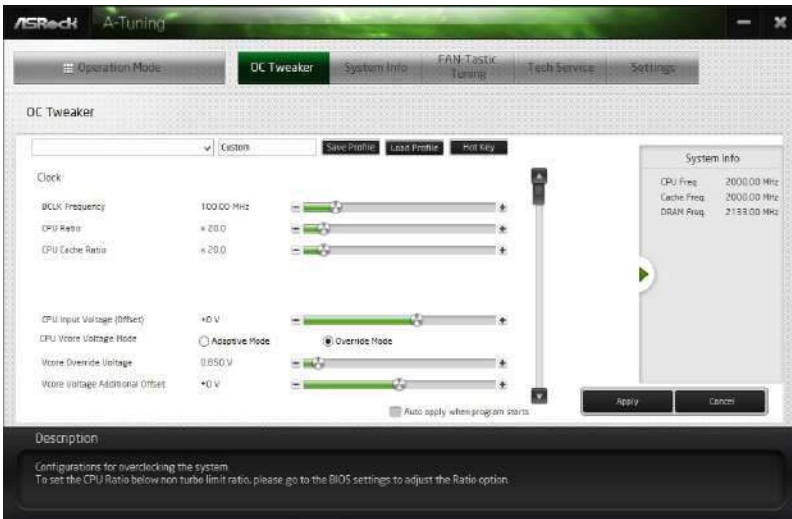 ASRock A-Tuning
Operation Mode
OC Tweaker
System Info
FAN-Tastic
Tuning
Tech Service
Settings
OC Tweaker
Custom
Save Profile
Load Profile
Hot Key
Clock
BCLK Frequency 100.00 MHz
CPU Ratio x 20.0
CPU Cache Ratio x 20.0
CPU Input Voltage (Offset) +0 V
CPU Vcore Voltage Mode Adaptive Mode Override Mode
Vcore Override Voltage 0.850 V
Vcore Voltage Additional Offset +0 V
Auto apply when program starts
System Info
CPU Freq 2000.00 MHz
Cache Freq 2000.00 MHz
DRAM Freq 2133.00 MHz
Apply
Cancel
Description
Configurations for overclocking the system
To set the CPU Ratio below non turbo limit ratio, please go to the BIOS settings to adjust the Ratio option.